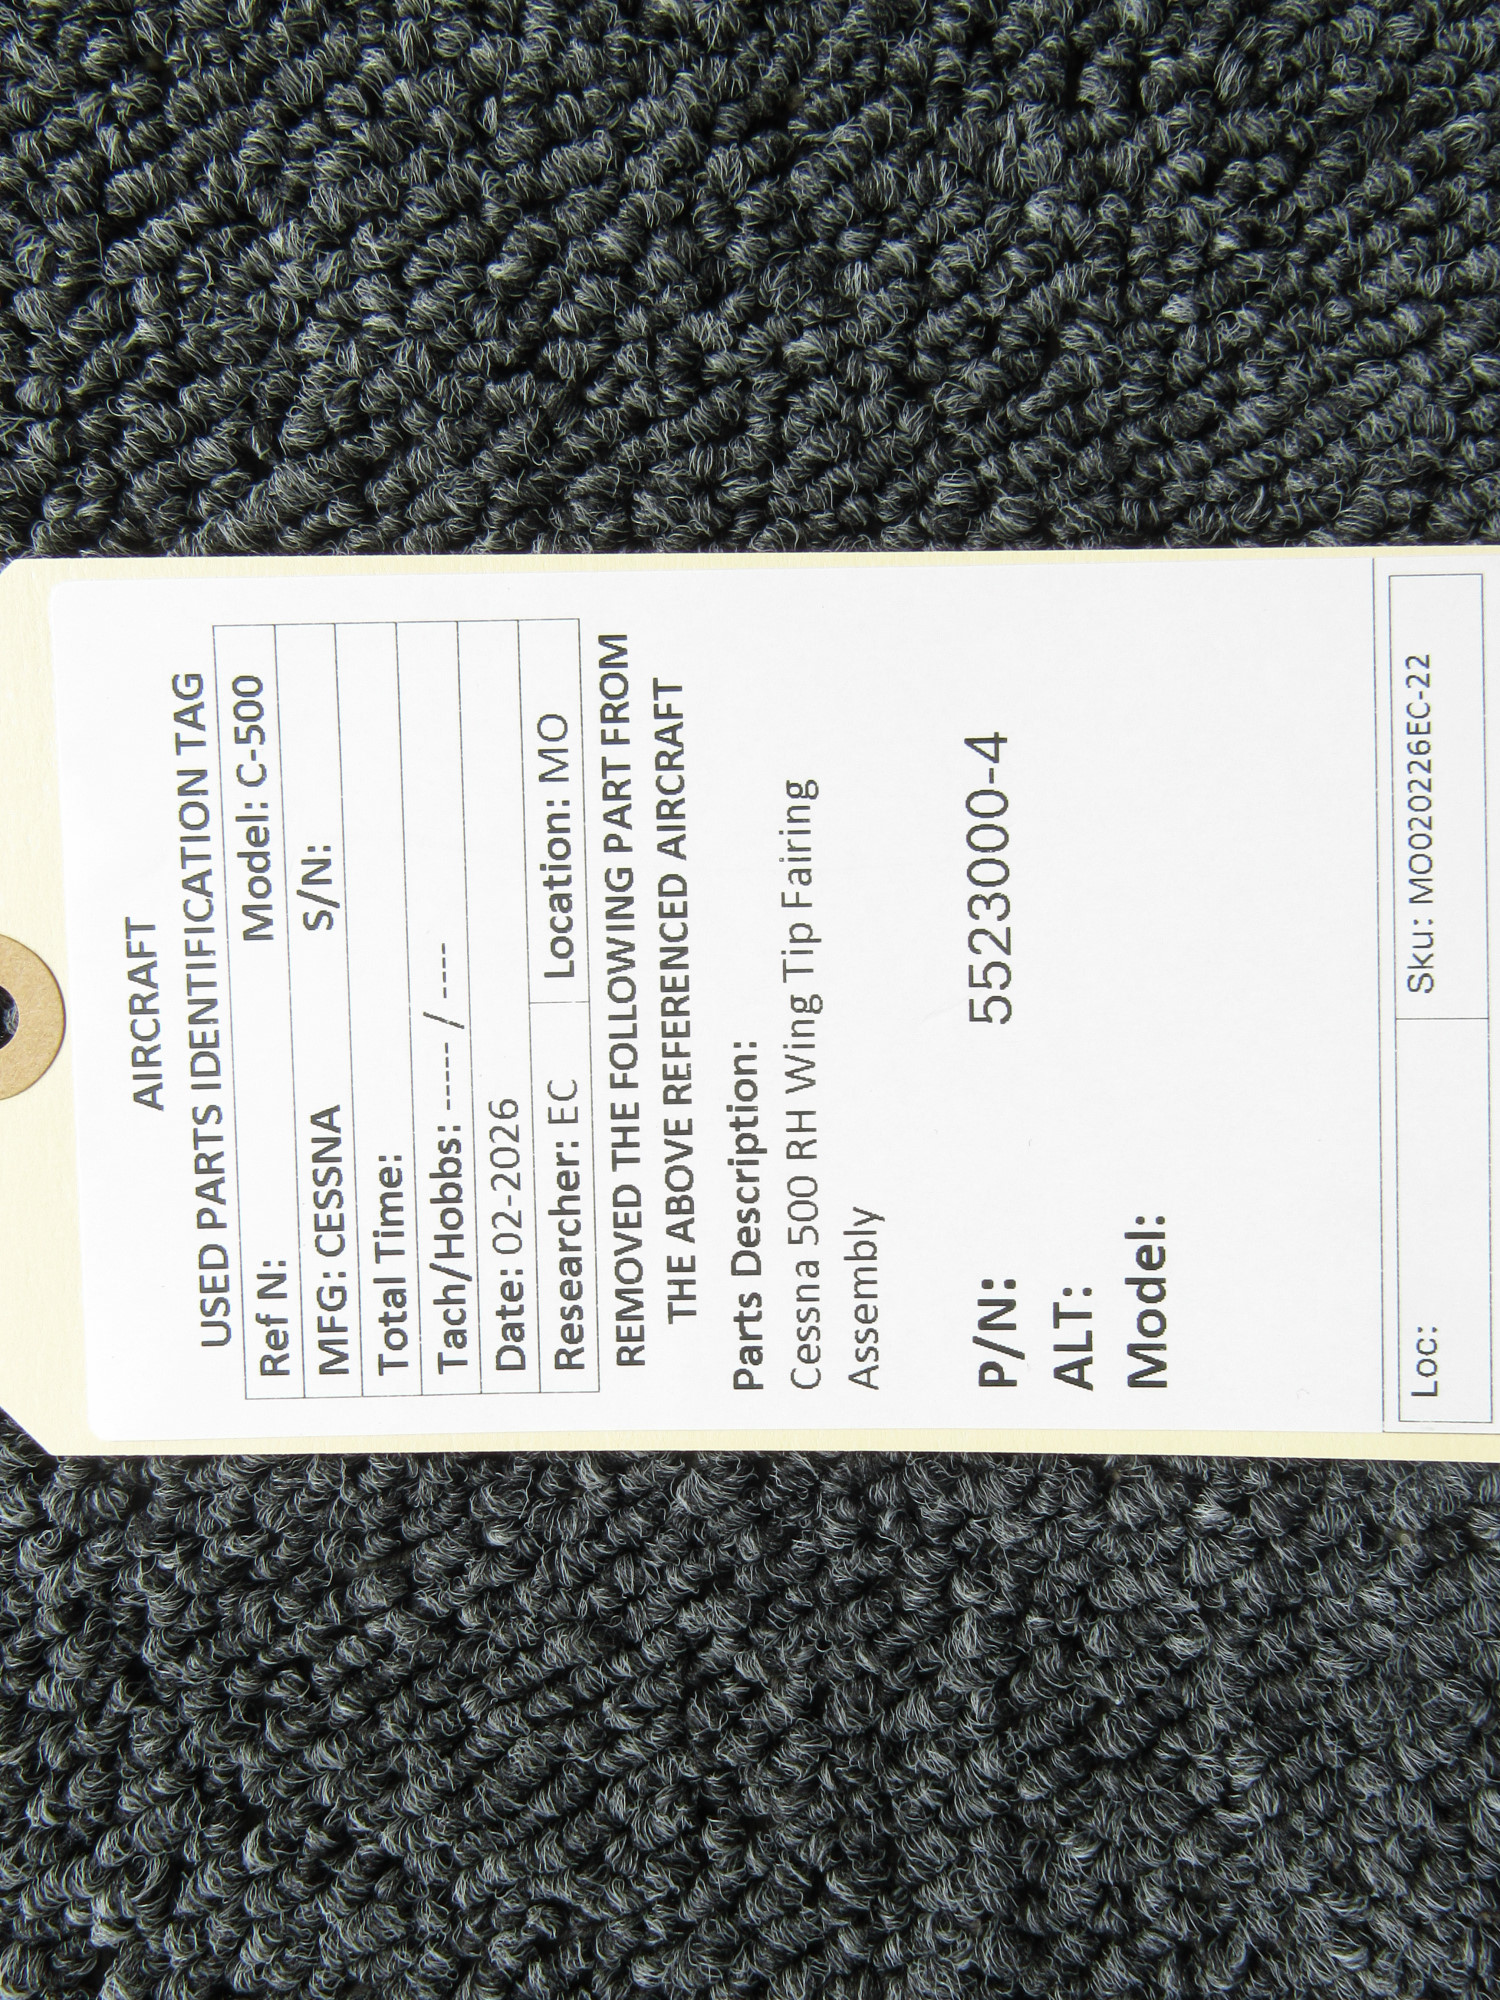 AIRCRAFT
USED PARTS IDENTIFICATION TAG
Ref N: Model: C-500
MFG: CESSNA S/N:
Total Time:
Tach/Hobbs: ----- / ----
Date: 02-2026
Researcher: EC Location: MO
REMOVED THE FOLLOWING PART FROM
THE ABOVE REFERENCED AIRCRAFT
Parts Description:
Cessna 500 RH Wing Tip Fairing
Assembly
P/N: 5523000-4
ALT:
Model:
Loc: Sku: MO020226EC-22